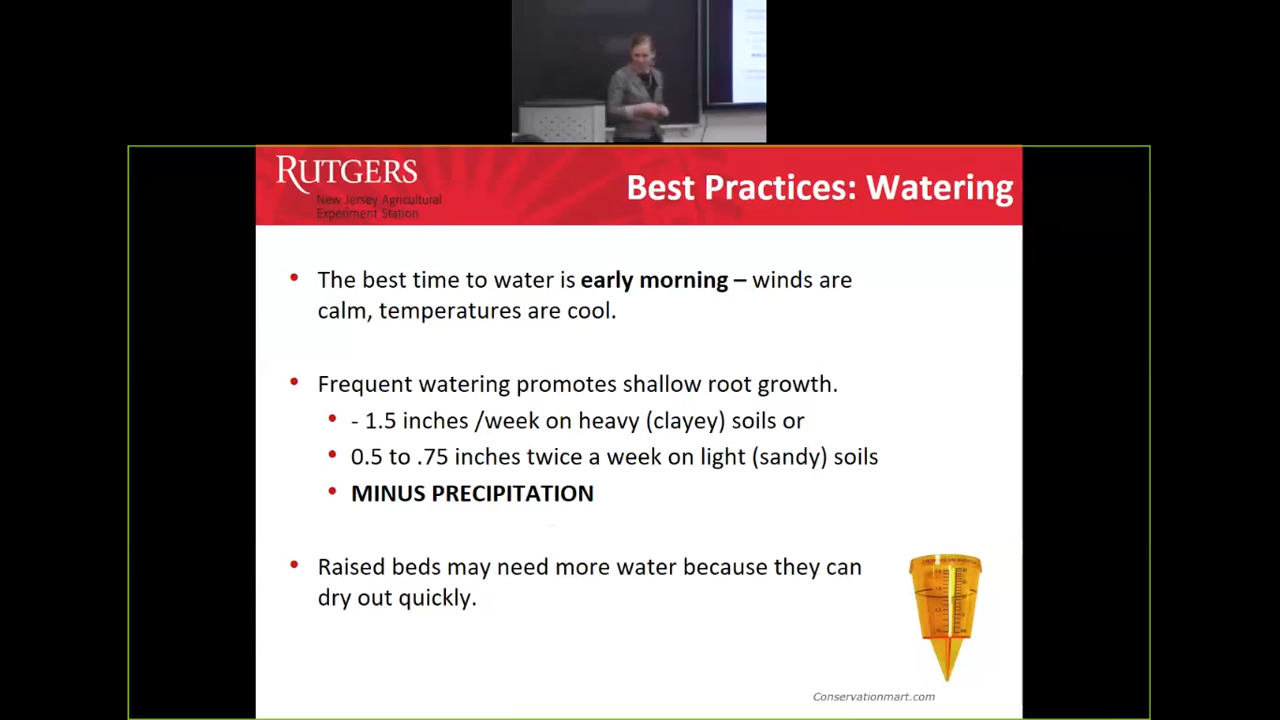 RUTGERS
New Jersey Agricultural
Experiment Station
Best Practices: Watering
• The best time to water is early morning – winds are
calm, temperatures are cool.
• Frequent watering promotes shallow root growth.
• - 1.5 inches /week on heavy (clayey) soils or
• 0.5 to .75 inches twice a week on light (sandy) soils
• MINUS PRECIPITATION
• Raised beds may need more water because they can
dry out quickly.
Conservationmart.com